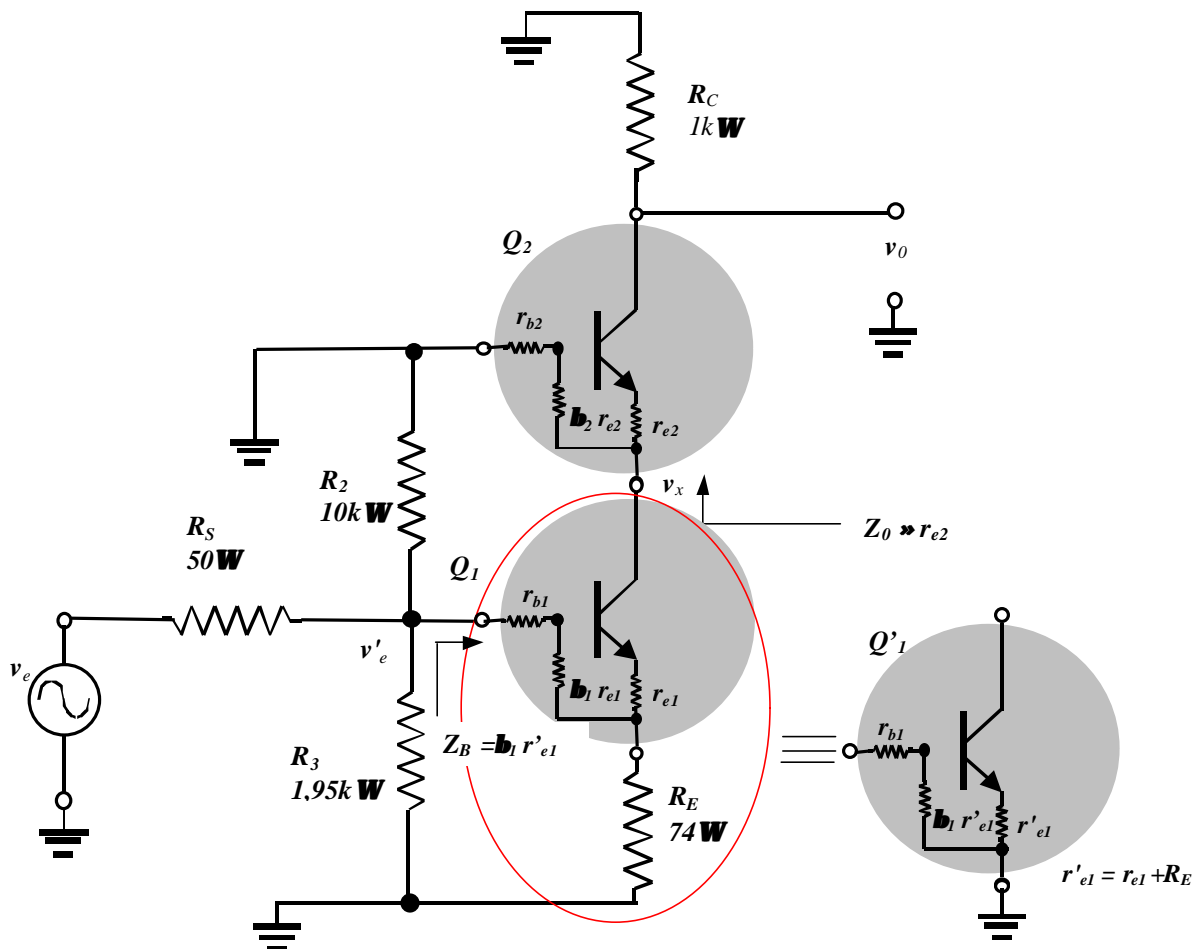 R_C
1kW
Q_2
v_0
r_b2
b_2 r_e2
r_e2
R_2
10kW
v_x
Z_0 » r_e2
R_S
50W
Q_1
r_b1
v'_e
v_e
b_1 r_e1
r_e1
Q'_1
Z_B =b_1 r'_e1
r_b1
R_3
1,95kW
R_E
74W
b_1 r'_e1
r'_e1
r'_e1 = r_e1+R_E